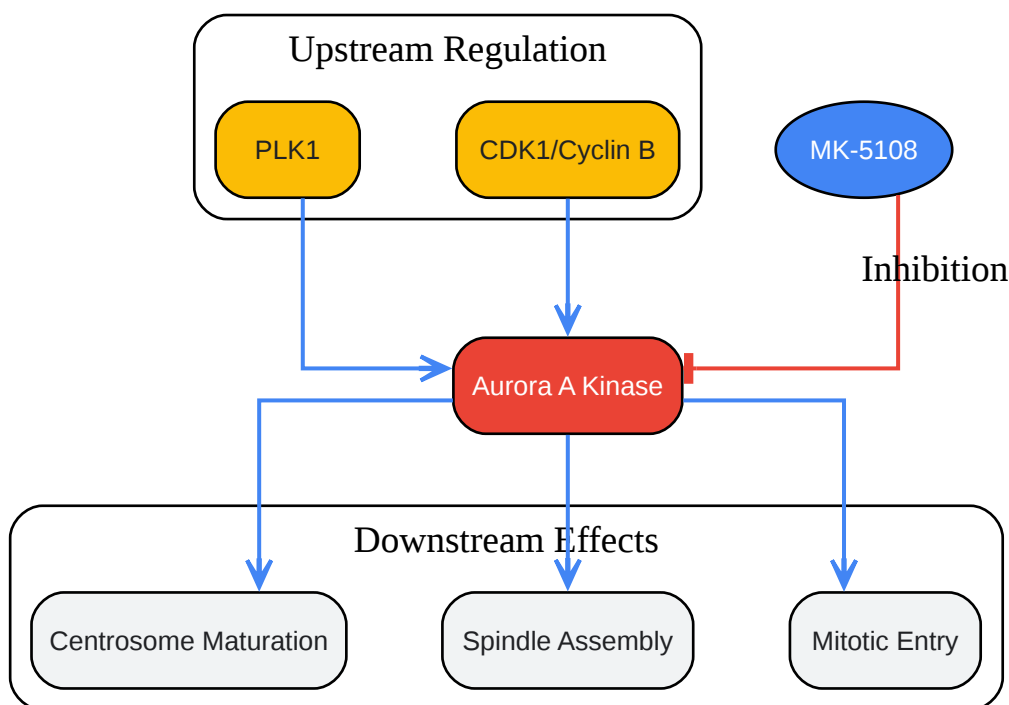 Upstream Regulation
PLK1
CDK1/Cyclin B
MK-5108
Inhibition
Aurora A Kinase
Downstream Effects
Centrosome Maturation
Spindle Assembly
Mitotic Entry